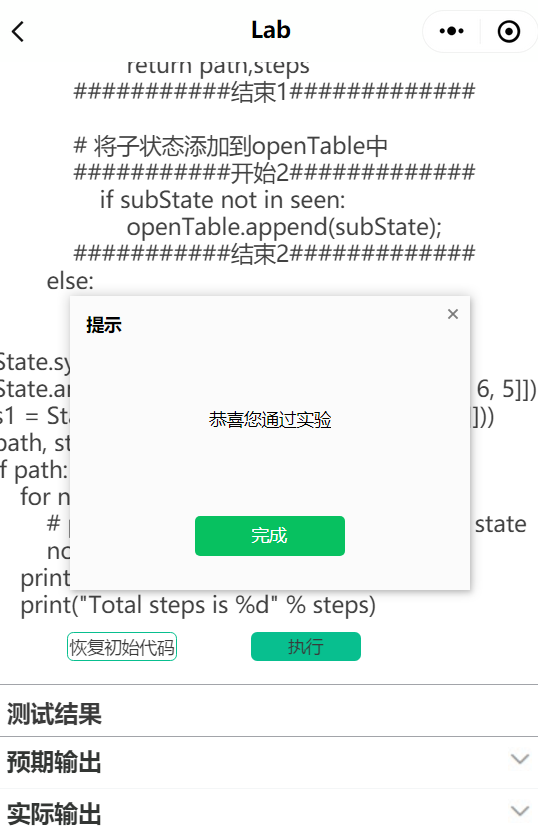 Lab
return path,steps
###########结束1#############
# 将子状态添加到openTable中
###########开始2#############
if subState not in seen:
openTable.append(subState);
###########结束2#############
else:
提示
×
State.sy
State.ar
6, 5]])
s1 = Sta
]))
path, st
f path:
恭喜您通过实验
for n
# p
state
no
完成
print
print("Total steps is %d" % steps)
恢复初始代码
执行
测试结果
预期输出
实际输出